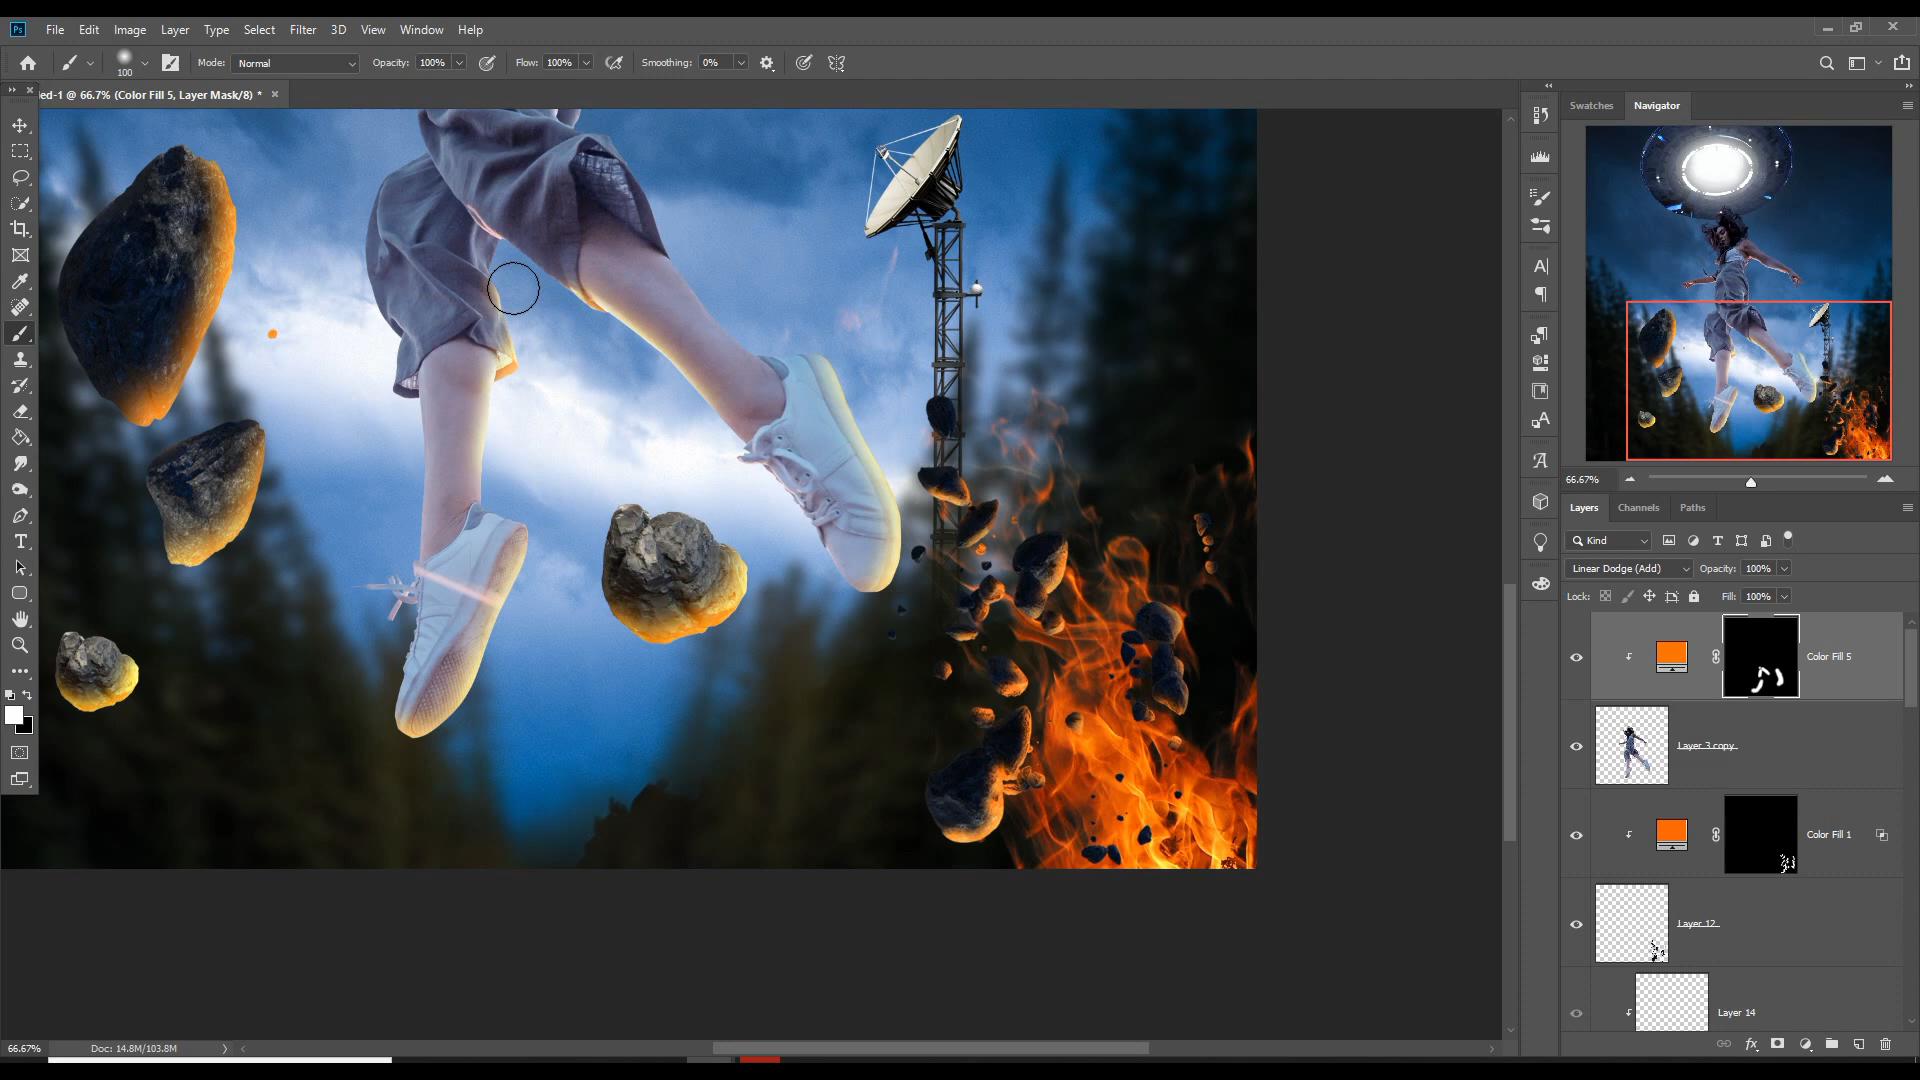 Ps File Edit Image Layer Type Select Filter 3D View Window Help
100 Mode: Normal Opacity: 100% Flow: 100% Smoothing: 0%
ed-1 @ 66.7% (Color Fill 5, Layer Mask/8) *
Swatches Navigator
66.67%
Layers Channels Paths
Kind
Linear Dodge (Add) Opacity: 100%
Lock: Fill: 100%
Color Fill 5
Layer 3 copy
Color Fill 1
Layer 12
Layer 14
66.67% Doc: 14.8M/103.8M